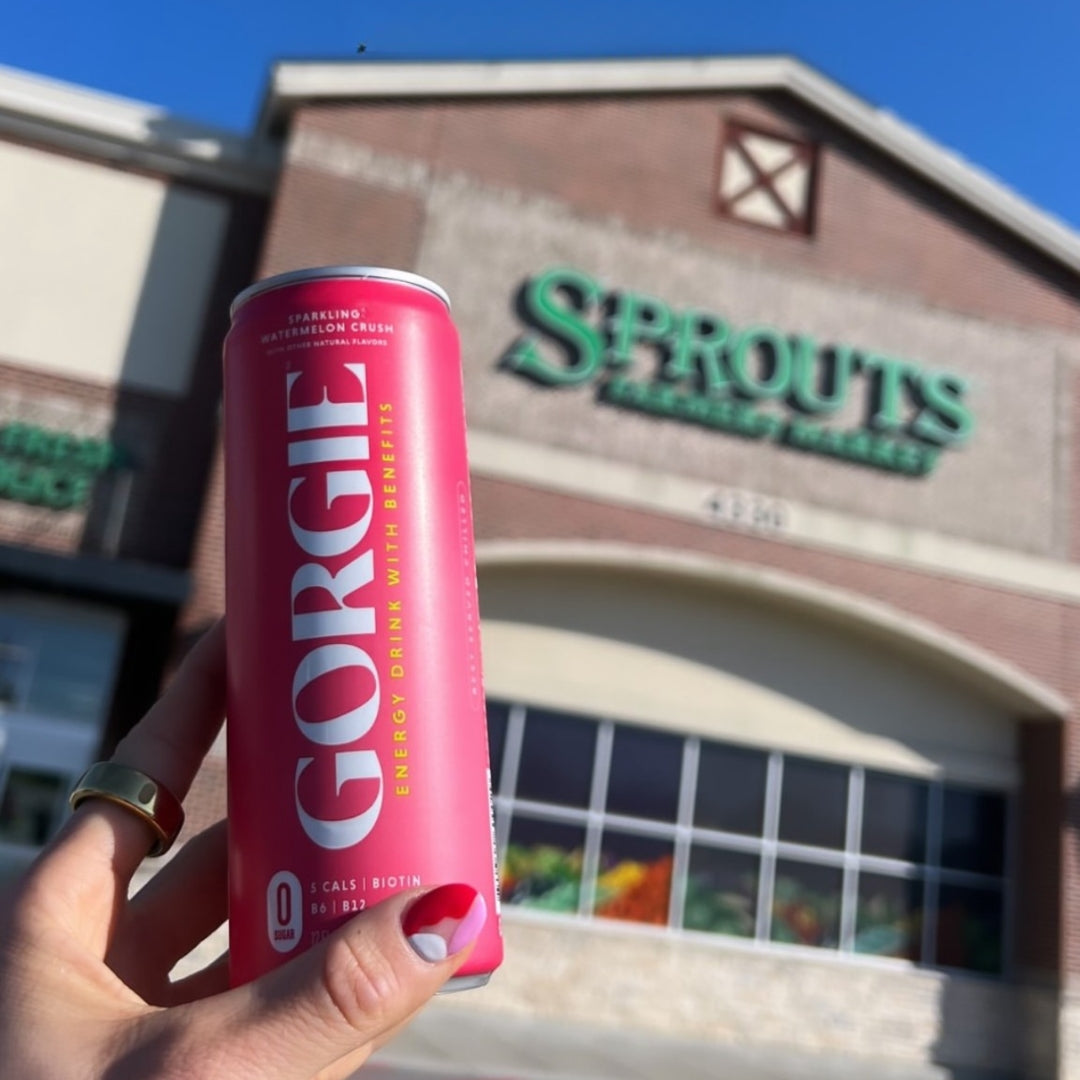 SPARKLING
WATERMELON CRUSH
WITH OTHER NATURAL FLAVORS
GORGIE
ENERGY DRINK WITH BENEFITS
BEST SERVED CHILLED
0
SUGAR
5 CALS | BIOTIN
B6 | B12
SPROUTS
FARMERS MARKET